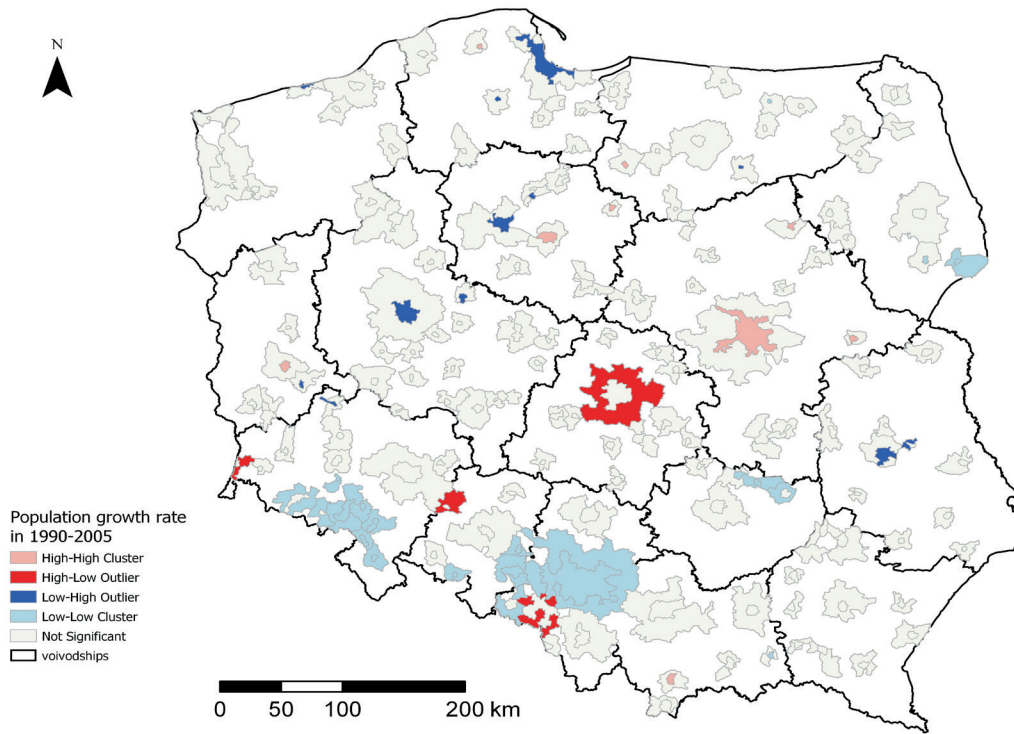 N
Population growth rate
in 1990-2005
High-High Cluster
High-Low Outlier
Low-High Outlier
Low-Low Cluster
Not Significant
voivodships
0 50 100 200 km